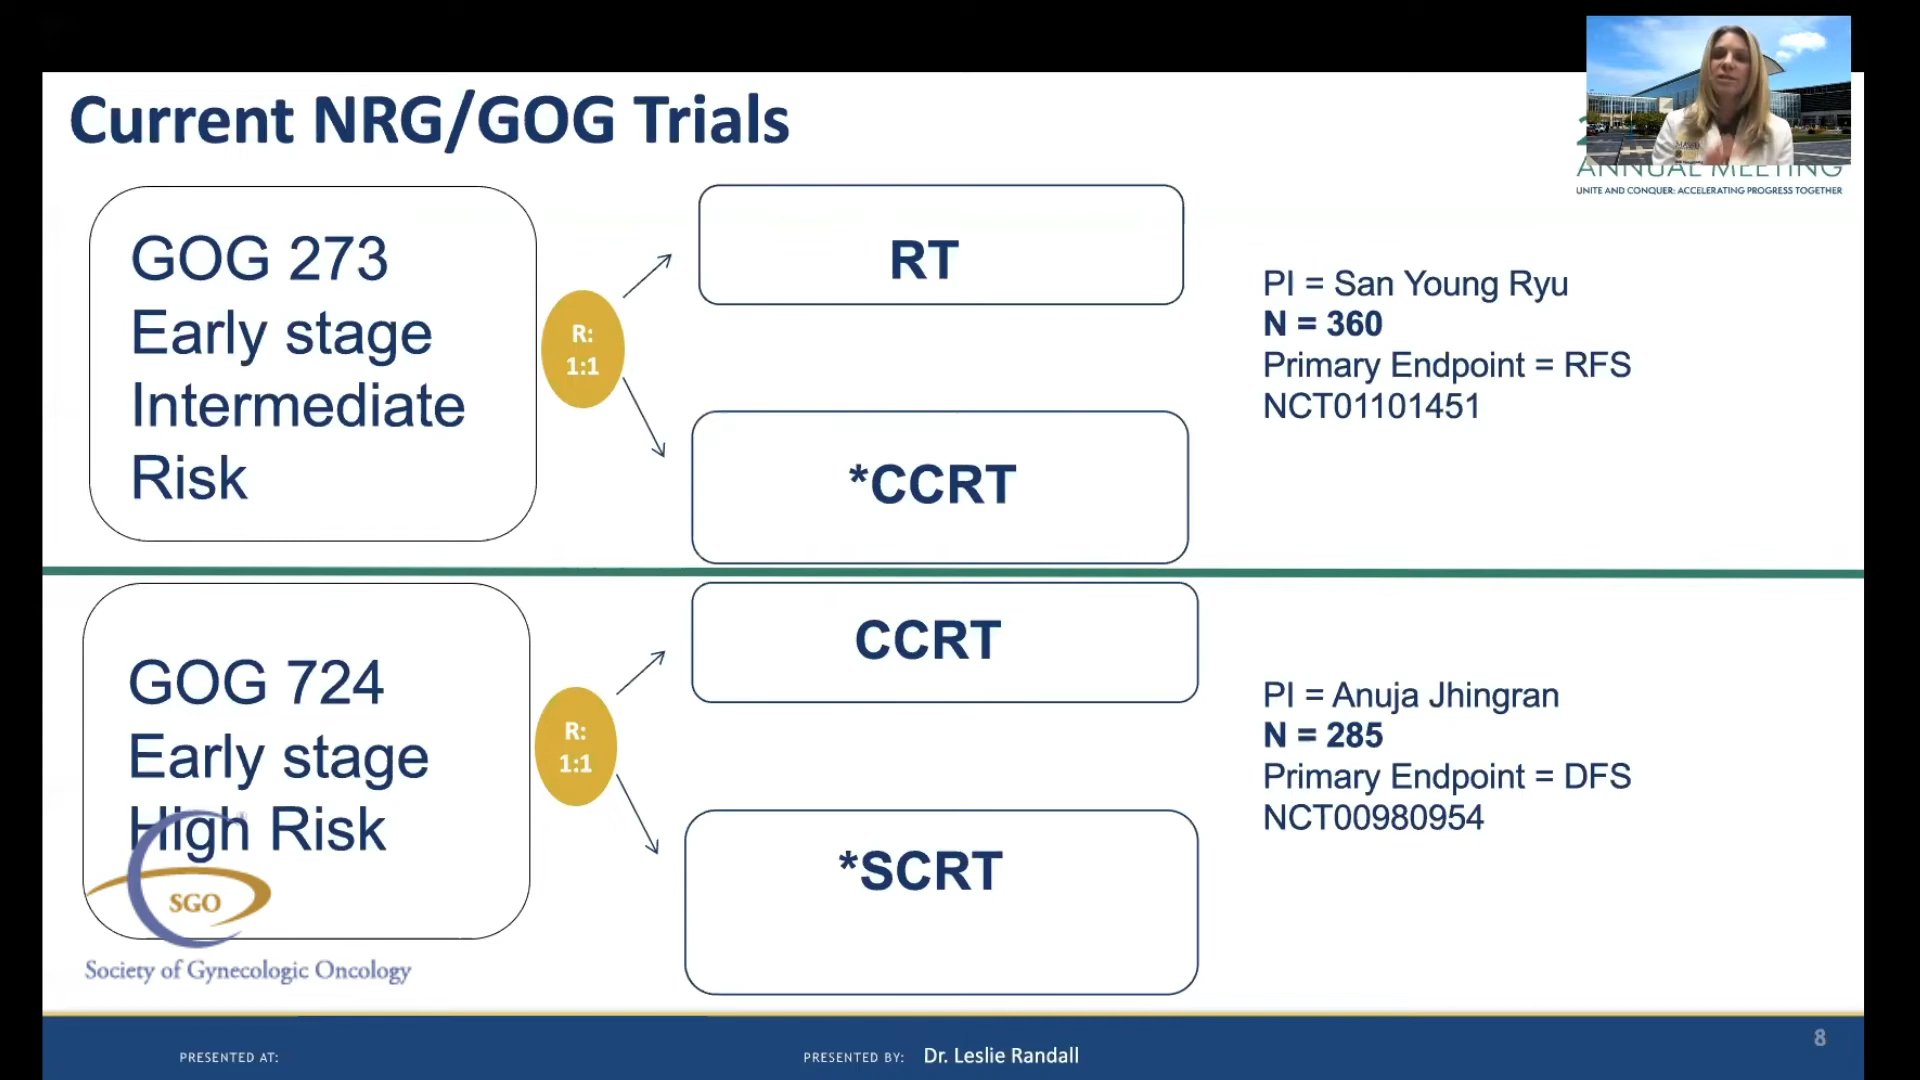 Current NRG/GOG Trials
ANNUAL MEETING
UNITE AND CONQUER: ACCELERATING PROGRESS TOGETHER
GOG 273
Early stage
Intermediate
Risk
R:
1:1
RT
*CCRT
PI = San Young Ryu
N = 360
Primary Endpoint = RFS
NCT01101451
GOG 724
Early stage
High Risk
R:
1:1
CCRT
*SCRT
PI = Anuja Jhingran
N = 285
Primary Endpoint = DFS
NCT00980954
SGO
Society of Gynecologic Oncology
PRESENTED AT:
PRESENTED BY: Dr. Leslie Randall
8